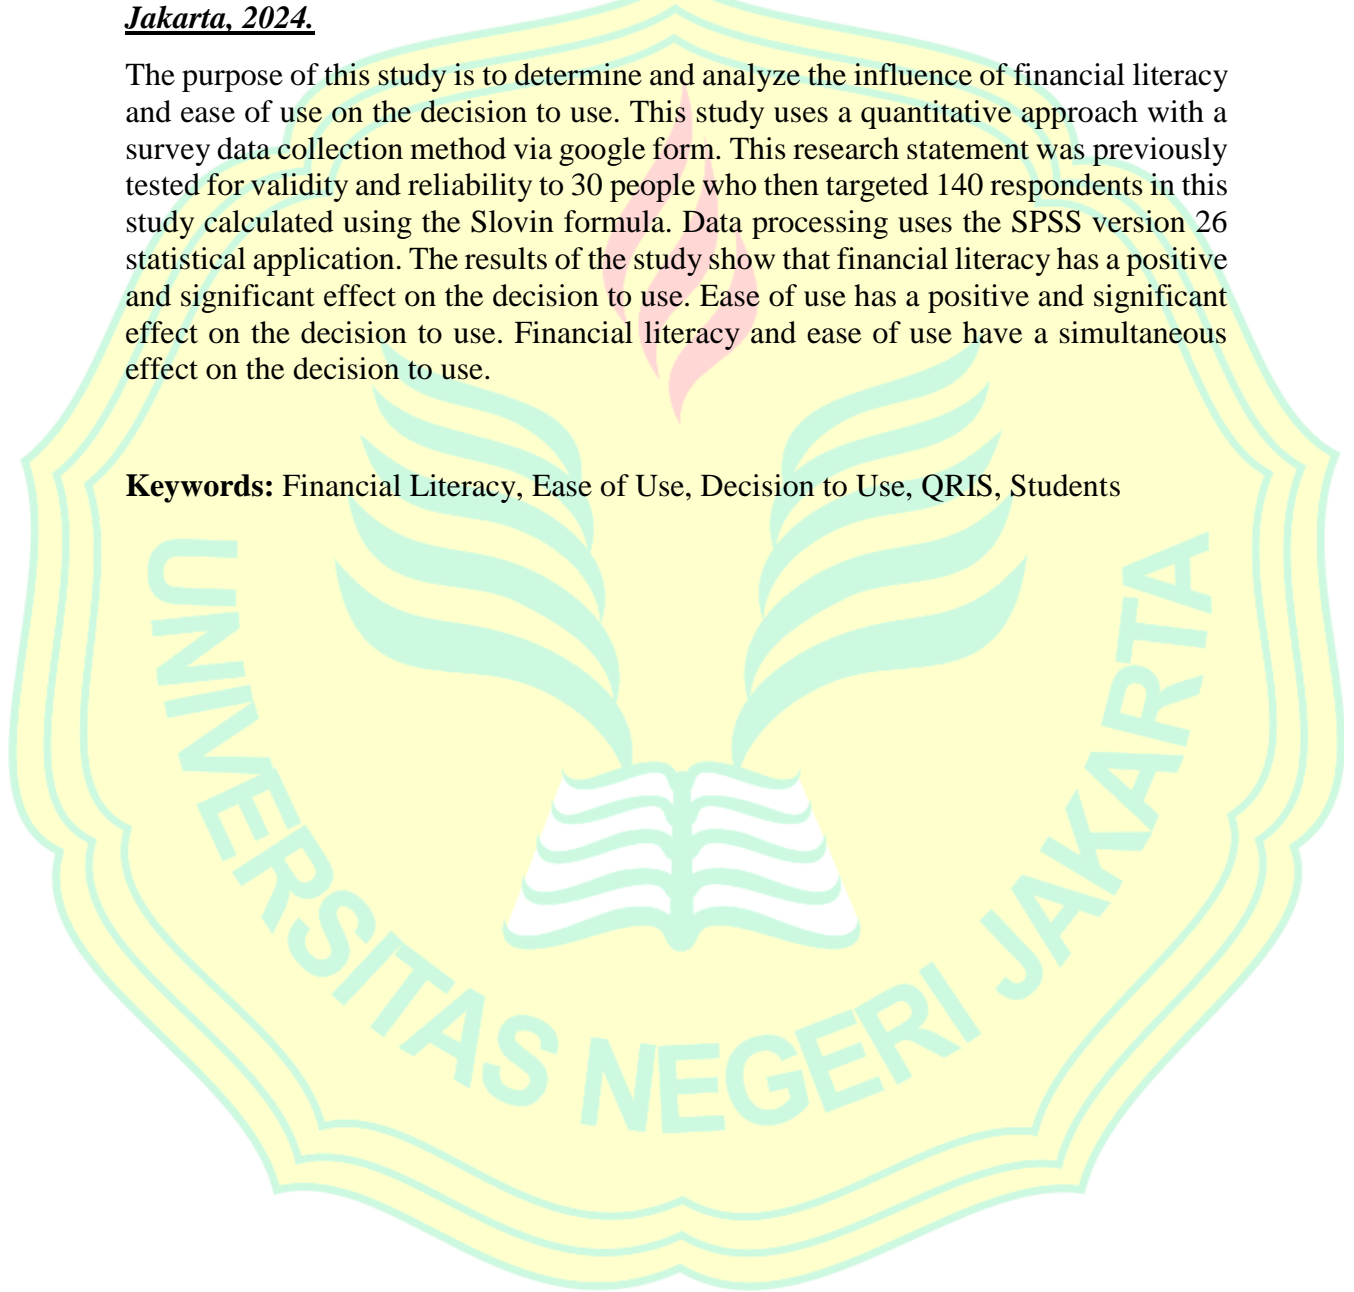 Jakarta, 2024.
The purpose of this study is to determine and analyze the influence of financial literacy
and ease of use on the decision to use. This study uses a quantitative approach with a
survey data collection method via google form. This research statement was previously
tested for validity and reliability to 30 people who then targeted 140 respondents in this
study calculated using the Slovin formula. Data processing uses the SPSS version 26
statistical application. The results of the study show that financial literacy has a positive
and significant effect on the decision to use. Ease of use has a positive and significant
effect on the decision to use. Financial literacy and ease of use have a simultaneous
effect on the decision to use.
Keywords: Financial Literacy, Ease of Use, Decision to Use, QRIS, Students
UNIVERSITAS NEGERI JAKARTA